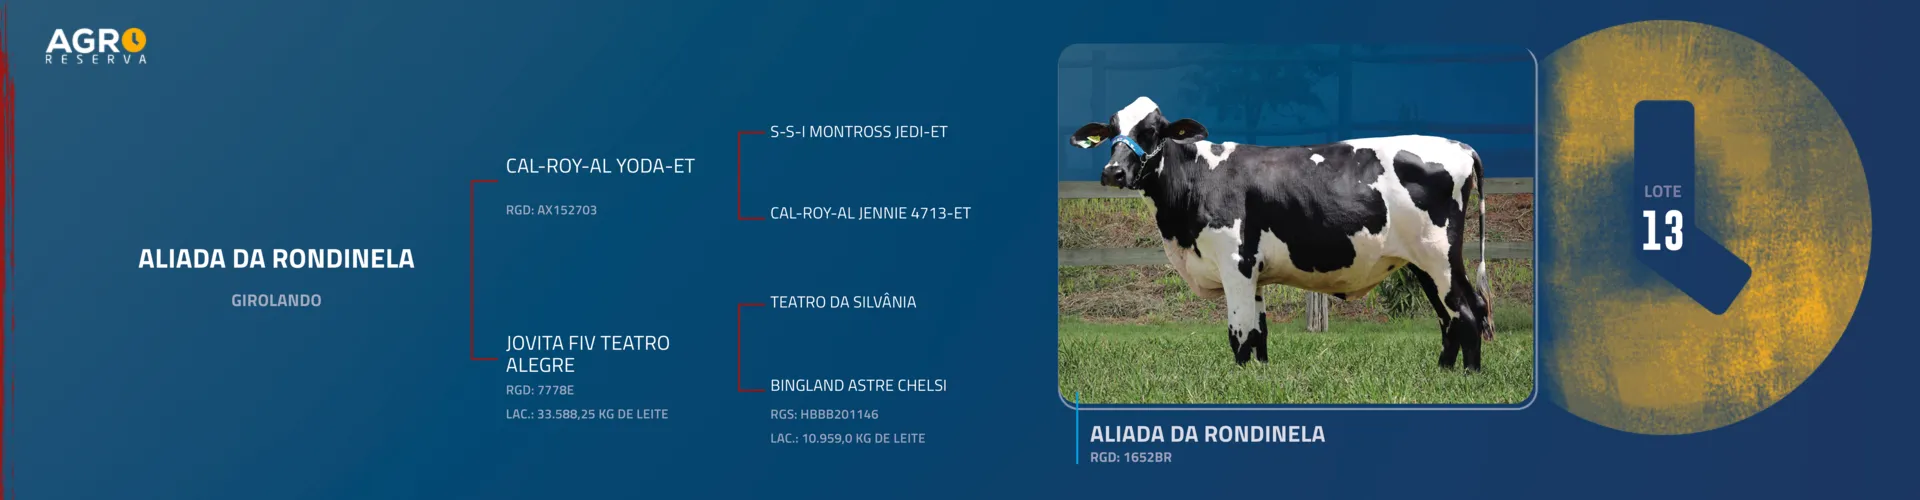 AGRO
RESERVA
ALIADA DA RONDINELA
GIROLANDO
CAL-ROY-AL YODA-ET
RGD: AX152703
JOVITA FIV TEATRO
ALEGRE
RGD: 7778E
LAC.: 33.588,25 KG DE LEITE
S-S-I MONTROSS JEDI-ET
CAL-ROY-AL JENNIE 4713-ET
TEATRO DA SILVÂNIA
BINGLAND ASTRE CHELSI
RGS: HBBB201146
LAC.: 10.959,0 KG DE LEITE
ALIADA DA RONDINELA
RGD: 1652BR
LOTE
13